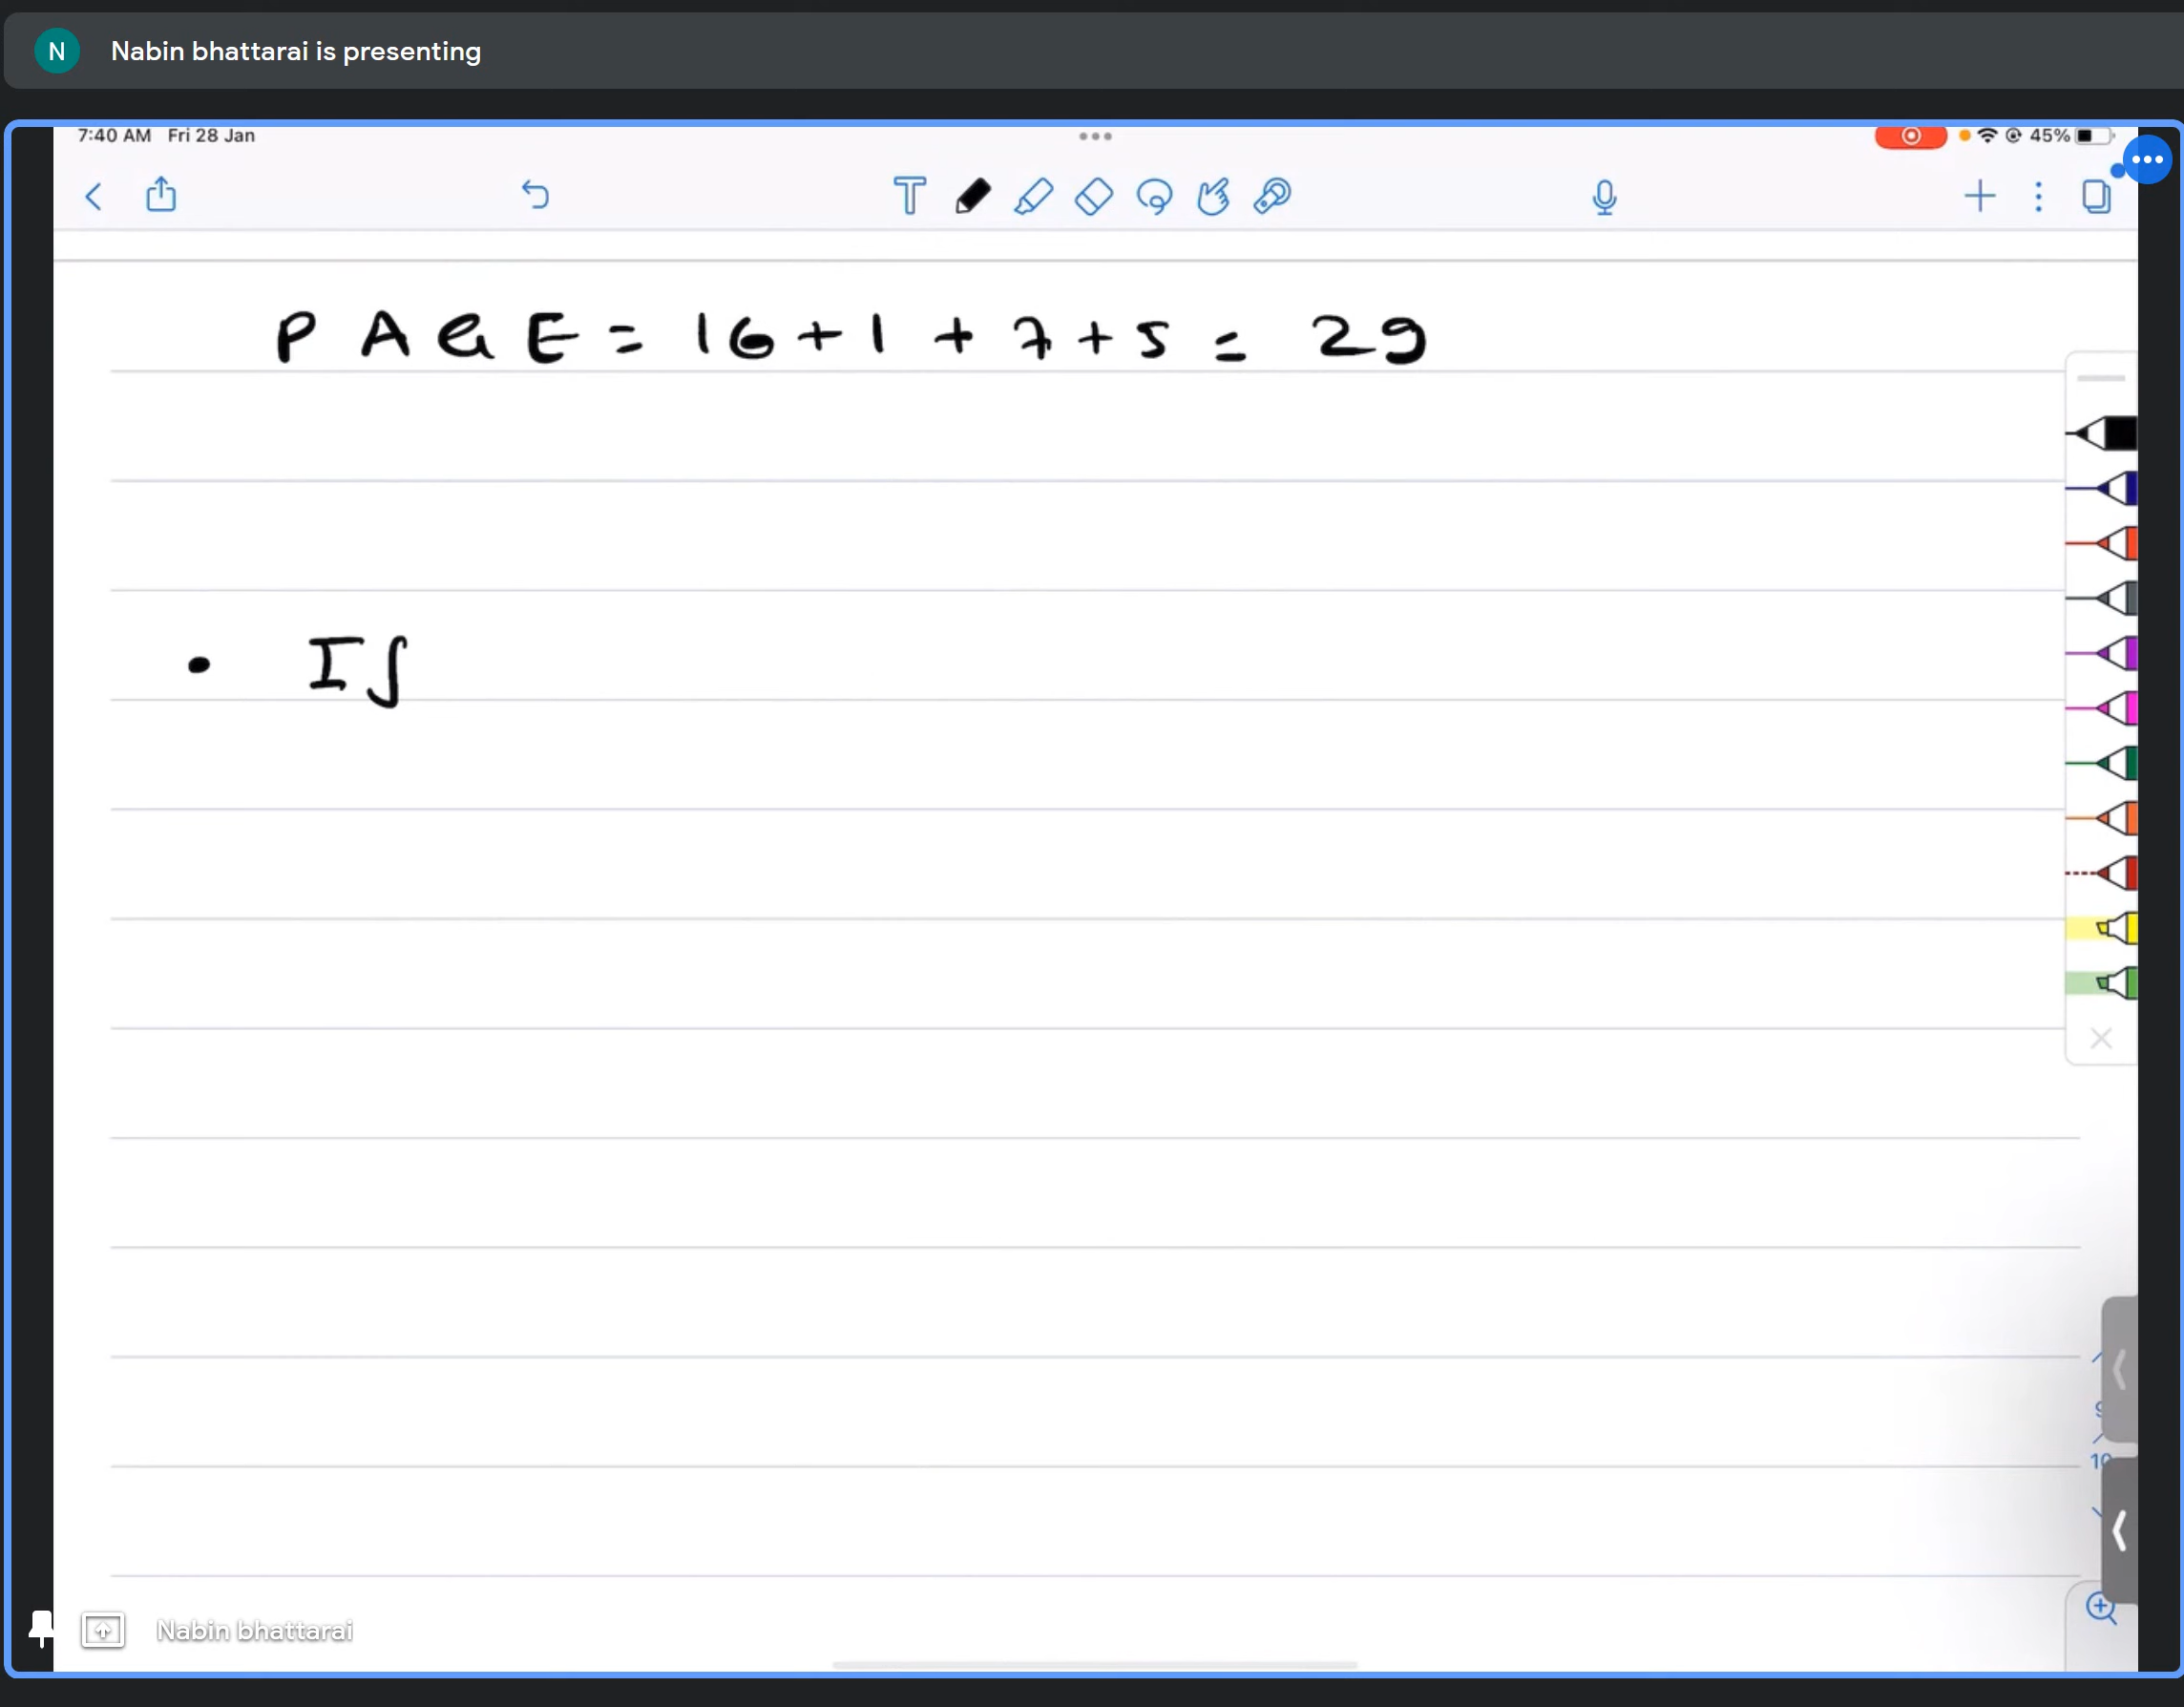 N Nabin bhattarai is presenting
7:40 AM Fri 28 Jan 45%
P A G E = 16 + 1 + 7 + 5 = 29
• If
10
Nabin bhattarai